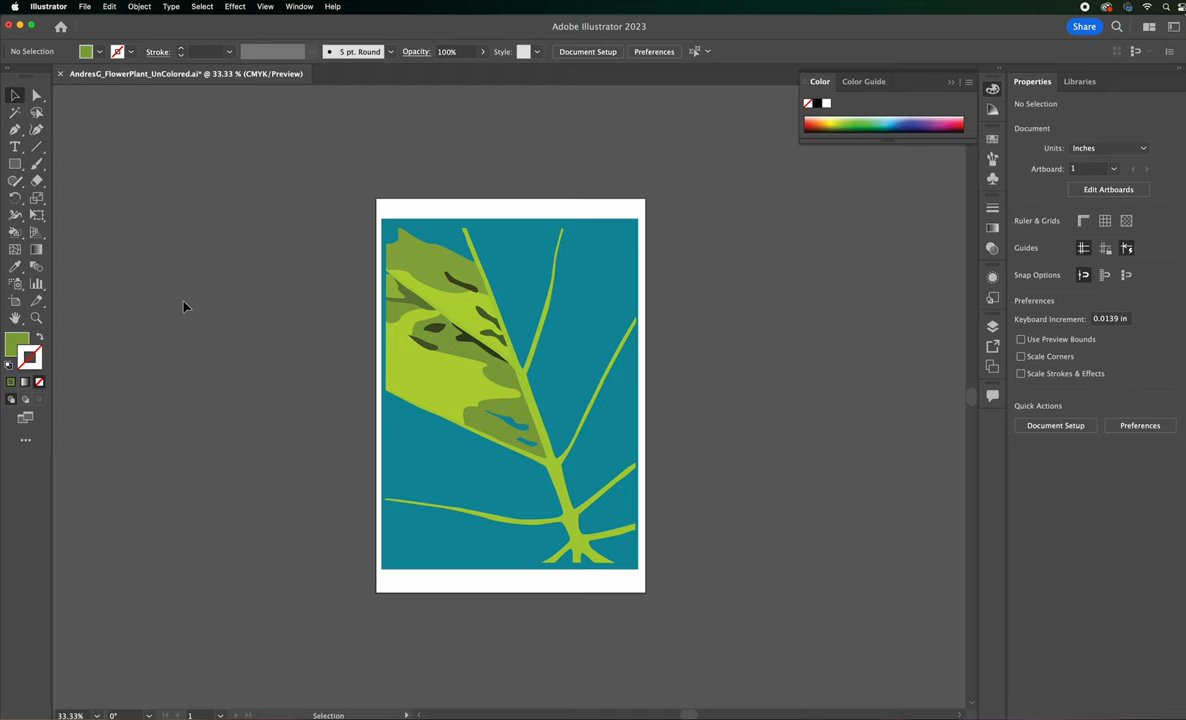 Illustrator File Edit Object Type Select Effect View Window Help
Adobe Illustrator 2023
Share
No Selection Stroke: 5 pt. Round Opacity: 100% Style: Document Setup Preferences
AndresG_FlowerPlant_UnColored.ai* @ 33.33 % (CMYK/Preview)
Color Color Guide
Properties Libraries
No Selection
Document
Units: Inches
Artboard: 1
Edit Artboards
Ruler & Grids
Guides
Snap Options
Preferences
Keyboard Increment: 0.0139 in
Use Preview Bounds
Scale Corners
Scale Strokes & Effects
Quick Actions
Document Setup Preferences
33.33% 0° 1 Selection